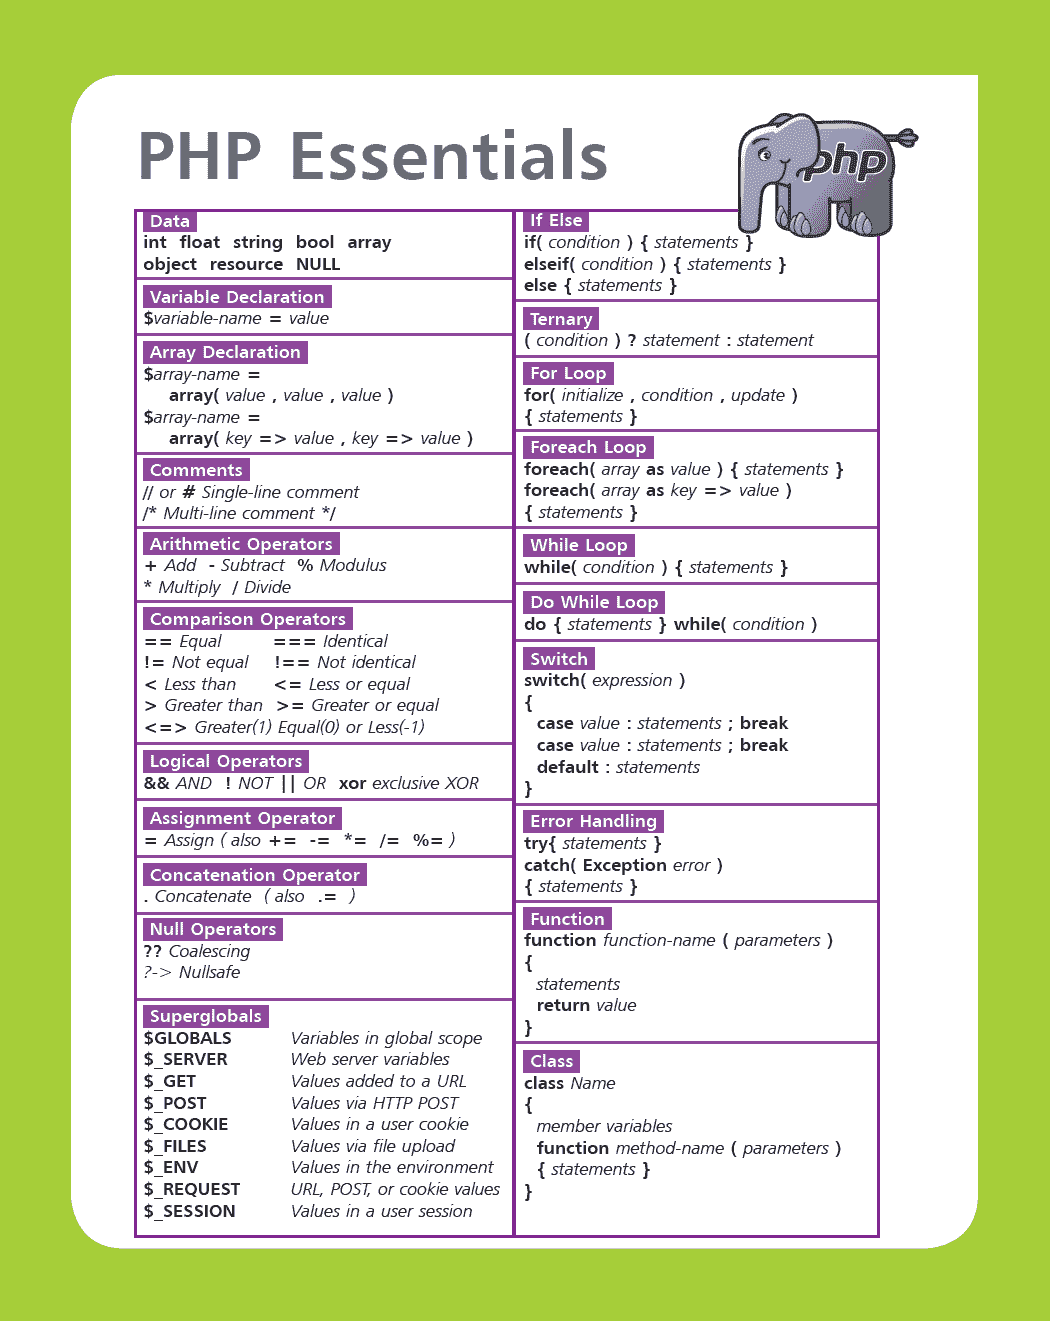 PHP Essentials
php
Data
int float string bool array
object resource NULL
Variable Declaration
$variable-name = value
Array Declaration
$array-name =
array( value , value , value )
$array-name =
array( key => value , key => value )
Comments
// or # Single-line comment
/* Multi-line comment */
Arithmetic Operators
+ Add - Subtract % Modulus
* Multiply / Divide
Comparison Operators
== Equal === Identical
!= Not equal !== Not identical
< Less than <= Less or equal
> Greater than >= Greater or equal
<=> Greater(1) Equal(0) or Less(-1)
Logical Operators
&& AND ! NOT || OR xor exclusive XOR
Assignment Operator
= Assign ( also += -= *= /= %= )
Concatenation Operator
. Concatenate ( also .= )
Null Operators
?? Coalescing
?-> Nullsafe
Superglobals
$GLOBALS Variables in global scope
$_SERVER Web server variables
$_GET Values added to a URL
$_POST Values via HTTP POST
$_COOKIE Values in a user cookie
$_FILES Values via file upload
$_ENV Values in the environment
$_REQUEST URL, POST, or cookie values
$_SESSION Values in a user session
If Else
if( condition ) { statements }
elseif( condition ) { statements }
else { statements }
Ternary
( condition ) ? statement : statement
For Loop
for( initialize , condition , update )
{ statements }
Foreach Loop
foreach( array as value ) { statements }
foreach( array as key => value )
{ statements }
While Loop
while( condition ) { statements }
Do While Loop
do { statements } while( condition )
Switch
switch( expression )
{
case value : statements ; break
case value : statements ; break
default : statements
}
Error Handling
try{ statements }
catch( Exception error )
{ statements }
Function
function function-name ( parameters )
{
statements
return value
}
Class
class Name
{
member variables
function method-name ( parameters )
{ statements }
}